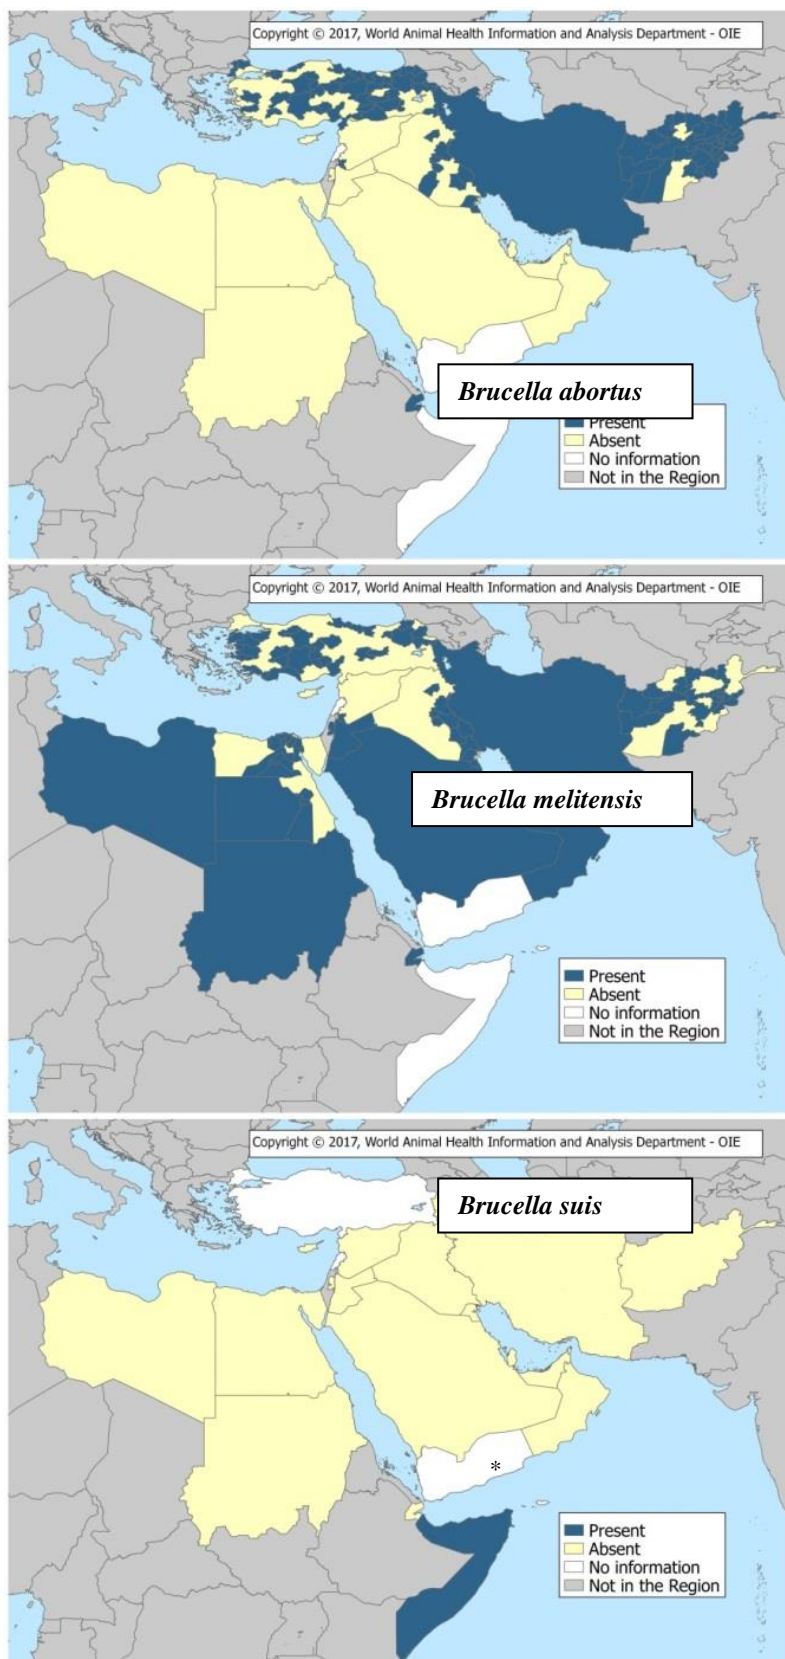 Copyright © 2017, World Animal Health Information and Analysis Department - OIE
Brucella abortus
Present
Absent
No information
Not in the Region
Copyright © 2017, World Animal Health Information and Analysis Department - OIE
Brucella melitensis
Present
Absent
No information
Not in the Region
Copyright © 2017, World Animal Health Information and Analysis Department - OIE
Brucella suis
*
Present
Absent
No information
Not in the Region